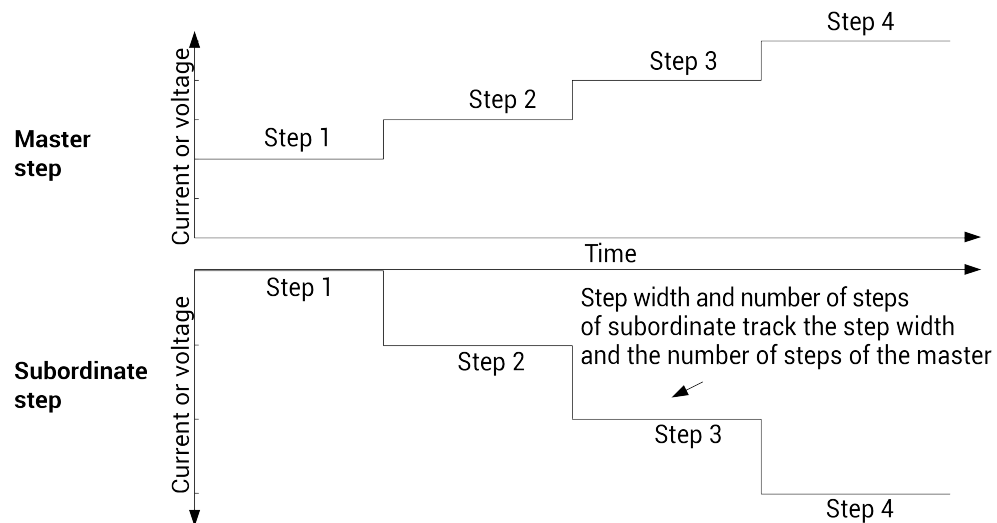 Step 4
Step 3
Step 2
Step 1
Master
step
Current or voltage
Time
Step 1
Step width and number of steps
of subordinate track the step width
and the number of steps of the master
Step 2
Subordinate
step
Current or voltage
Step 3
Step 4